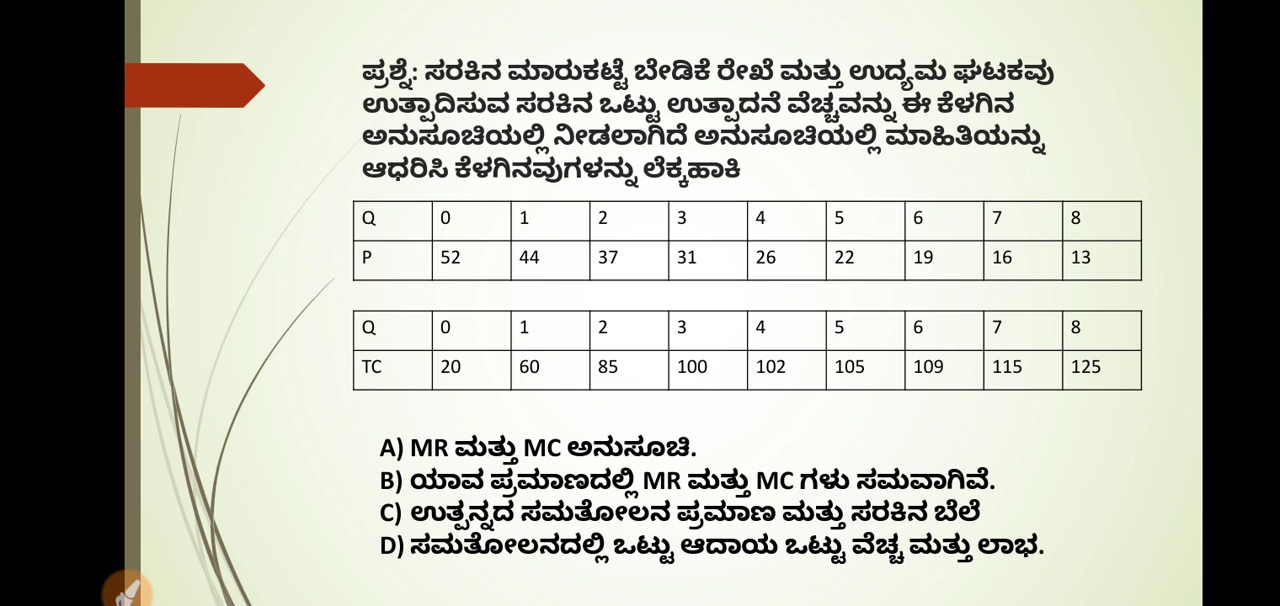 ಪ್ರಶ್ನೆ: ಸರಕಿನ ಮಾರುಕಟ್ಟೆ ಬೇಡಿಕೆ ರೇಖೆ ಮತ್ತು ಉದ್ಯಮ ಘಟಕವು
ಉತ್ಪಾದಿಸುವ ಸರಕಿನ ಒಟ್ಟು ಉತ್ಪಾದನೆ ವೆಚ್ಚವನ್ನು ಈ ಕೆಳಗಿನ
ಅನುಸೂಚಿಯಲ್ಲಿ ನೀಡಲಾಗಿದೆ ಅನುಸೂಚಿಯಲ್ಲಿ ಮಾಹಿತಿಯನ್ನು
ಆಧರಿಸಿ ಕೆಳಗಿನವುಗಳನ್ನು ಲೆಕ್ಕಹಾಕಿ
Q 0 1 2 3 4 5 6 7 8
P 52 44 37 31 26 22 19 16 13
Q 0 1 2 3 4 5 6 7 8
TC 20 60 85 100 102 105 109 115 125
A) MR ಮತ್ತು MC ಅನುಸೂಚಿ.
B) ಯಾವ ಪ್ರಮಾಣದಲ್ಲಿ MR ಮತ್ತು MC ಗಳು ಸಮವಾಗಿವೆ.
C) ಉತ್ಪನ್ನದ ಸಮತೋಲನ ಪ್ರಮಾಣ ಮತ್ತು ಸರಕಿನ ಬೆಲೆ
D) ಸಮತೋಲನದಲ್ಲಿ ಒಟ್ಟು ಆದಾಯ ಒಟ್ಟು ವೆಚ್ಚ ಮತ್ತು ಲಾಭ.